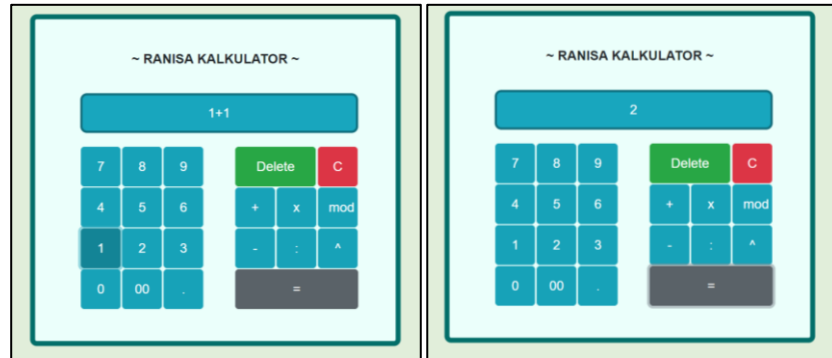 ~ RANISA KALKULATOR ~
1+1
7 8 9 Delete C
4 5 6 + x mod
1 2 3 - : ^
0 00 . =
~ RANISA KALKULATOR ~
2
7 8 9 Delete C
4 5 6 + x mod
1 2 3 - : ^
0 00 . =